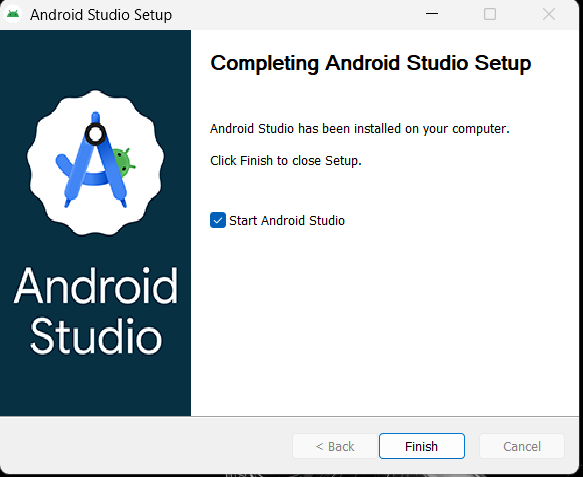 Android Studio Setup
Completing Android Studio Setup
Android Studio has been installed on your computer.
Click Finish to close Setup.
Start Android Studio
Android
Studio
< Back
Finish
Cancel